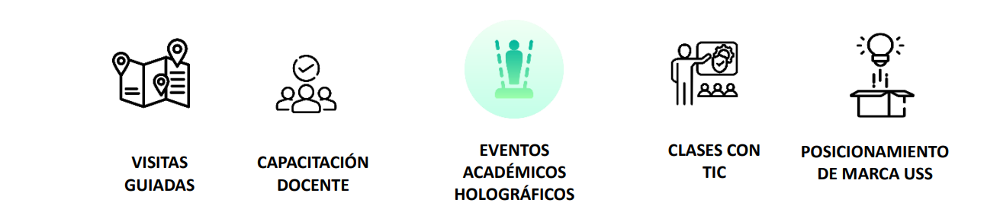 VISITAS
GUIADAS
CAPACITACIÓN
DOCENTE
EVENTOS
ACADÉMICOS
HOLOGRÁFICOS
CLASES CON
TIC
POSICIONAMIENTO
DE MARCA USS